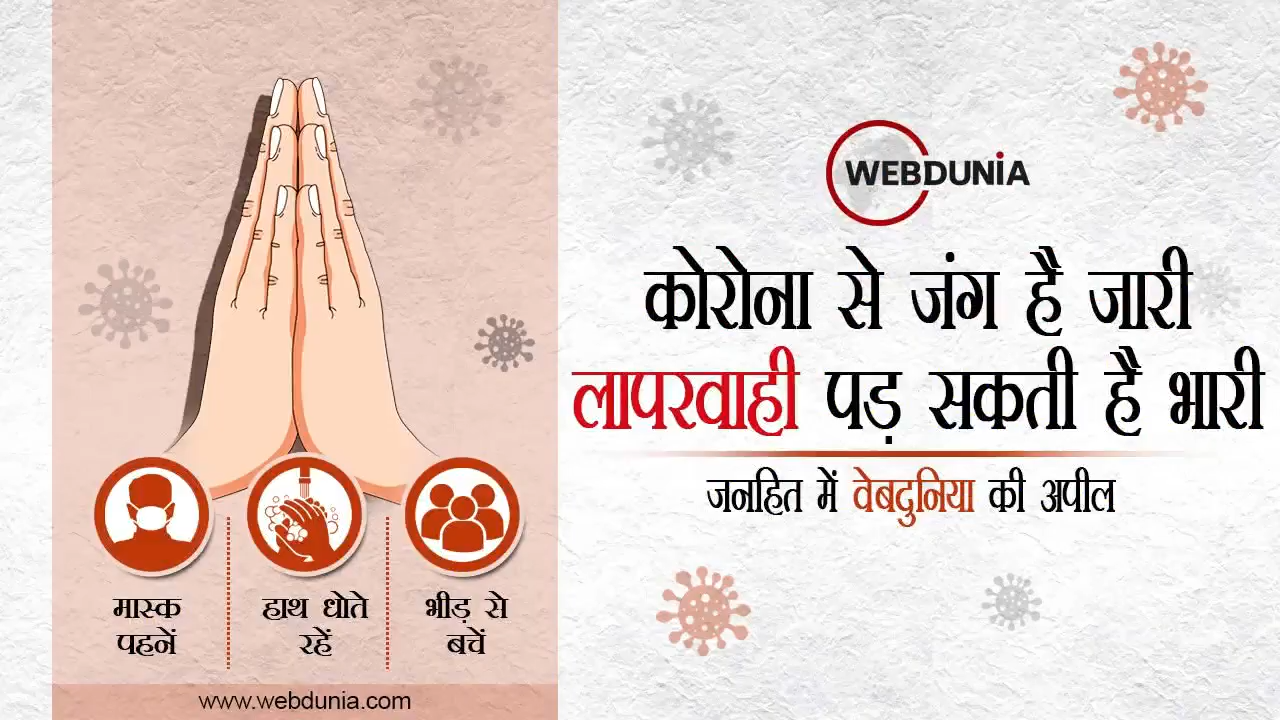 WEBDUNIA
कोरोना से जंग है जारी
लापरवाही पड़ सकती है भारी
जनहित में वेबदुनिया की अपील
मास्क
पहनें
हाथ धोते
रहें
भीड़ से
बचें
www.webdunia.com